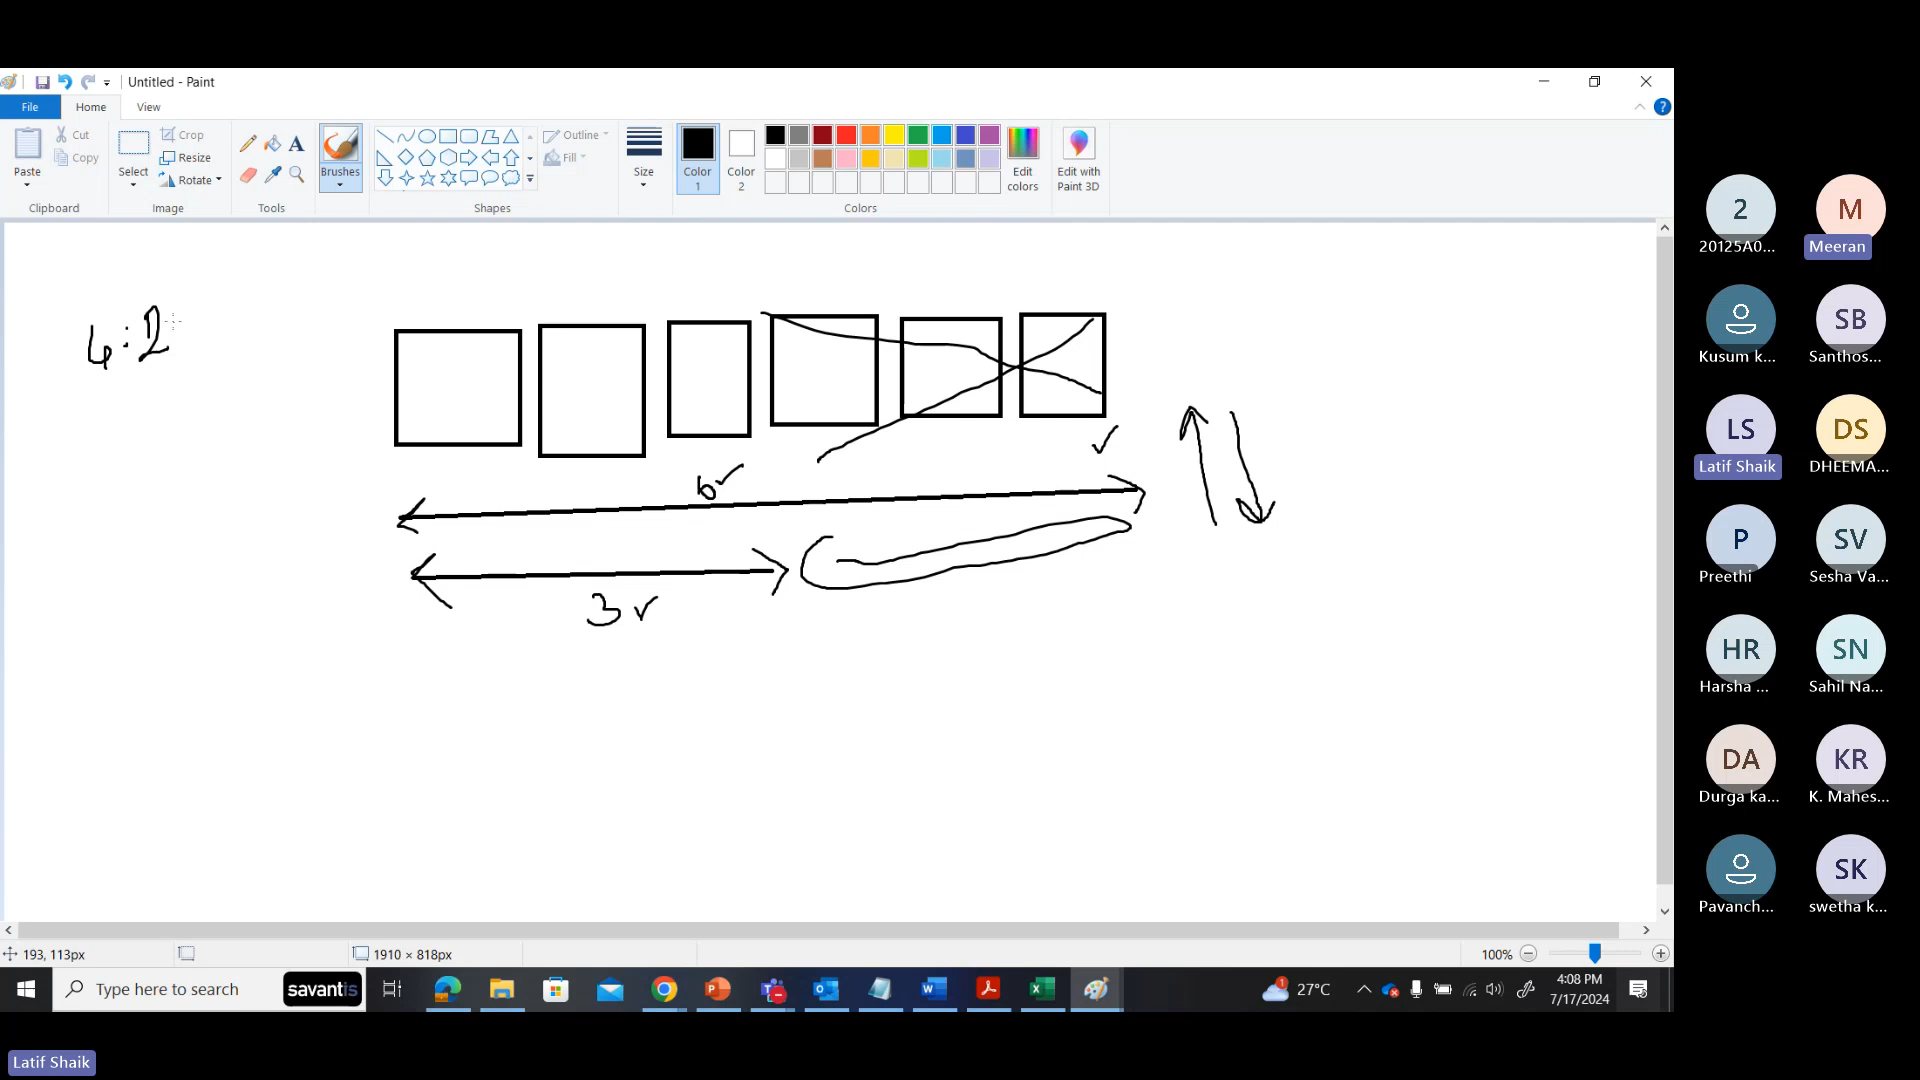 Untitled - Paint
File Home View
Paste
Cut
Copy
Clipboard
Select
Crop
Resize
Rotate
Image
Tools
Brushes
Shapes
Outline
Fill
Size
Color 1
Color 2
Colors
Edit colors
Edit with Paint 3D
4:2
6✓
✓
3✓
193, 113px
1910 × 818px
100%
Type here to search
savantis
27°C
4:08 PM
7/17/2024
2
20125A0...
M
Meeran
Kusum k...
SB
Santhos...
LS
Latif Shaik
DS
DHEEMA...
P
Preethi
SV
Sesha Va...
HR
Harsha ...
SN
Sahil Na...
DA
Durga ka...
KR
K. Mahes...
Pavanch...
SK
swetha k...
Latif Shaik